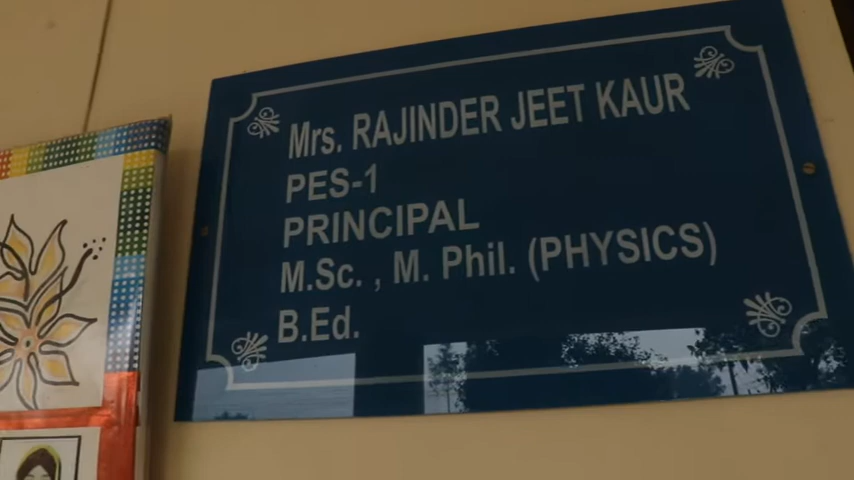 Mrs. RAJINDER JEET KAUR
PES-1
PRINCIPAL
M.Sc. , M. Phil. (PHYSICS)
B.Ed.